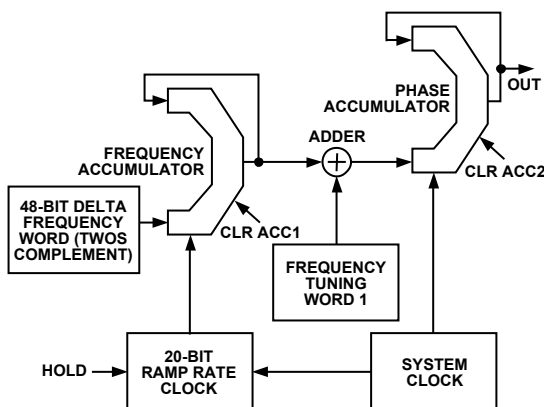 PHASE
ACCUMULATOR
OUT
ADDER
FREQUENCY
ACCUMULATOR
CLR ACC2
48-BIT DELTA
FREQUENCY
WORD (TWOS
COMPLEMENT)
CLR ACC1
FREQUENCY
TUNING
WORD 1
HOLD
20-BIT
RAMP RATE
CLOCK
SYSTEM
CLOCK